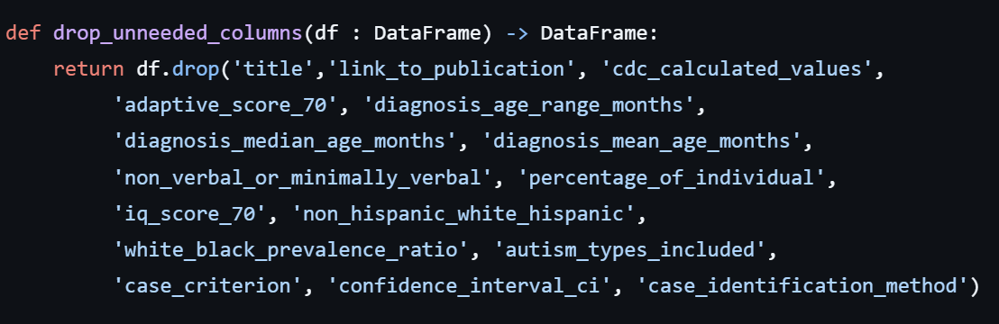 def drop_unneeded_columns(df : DataFrame) -> DataFrame:
    return df.drop('title','link_to_publication', 'cdc_calculated_values',
        'adaptive_score_70', 'diagnosis_age_range_months',
        'diagnosis_median_age_months', 'diagnosis_mean_age_months',
        'non_verbal_or_minimally_verbal', 'percentage_of_individual',
        'iq_score_70', 'non_hispanic_white_hispanic',
        'white_black_prevalence_ratio', 'autism_types_included',
        'case_criterion', 'confidence_interval_ci', 'case_identification_method')